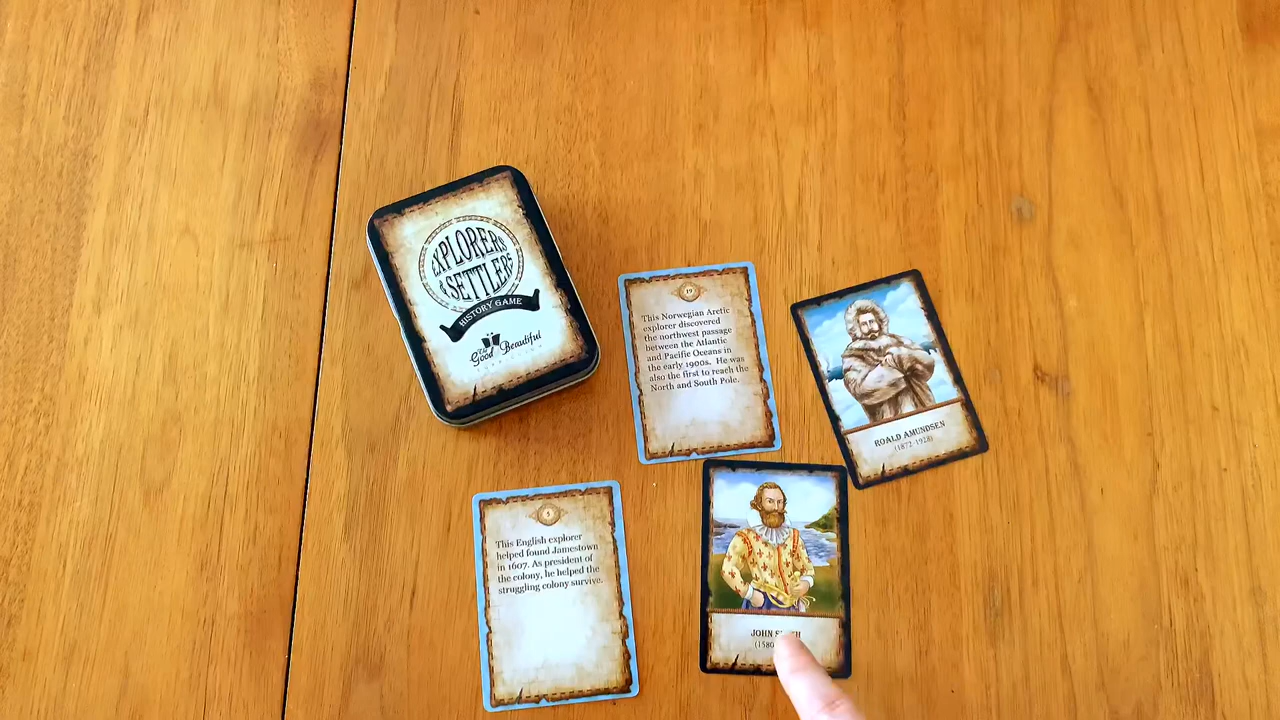 EXPLORERS
& SETTLERS
HISTORY GAME
The
Good & Beautiful
CURRICULUM
19
This Norwegian Arctic
explorer discovered
the northwest passage
between the Atlantic
and Pacific Oceans in
the early 1900s. He was
also the first to reach the
North and South Pole.
ROALD AMUNDSEN
(1872-1928)
5
This English explorer
helped found Jamestown
in 1607. As president of
the colony, he helped the
struggling colony survive.
JOHN
(1580